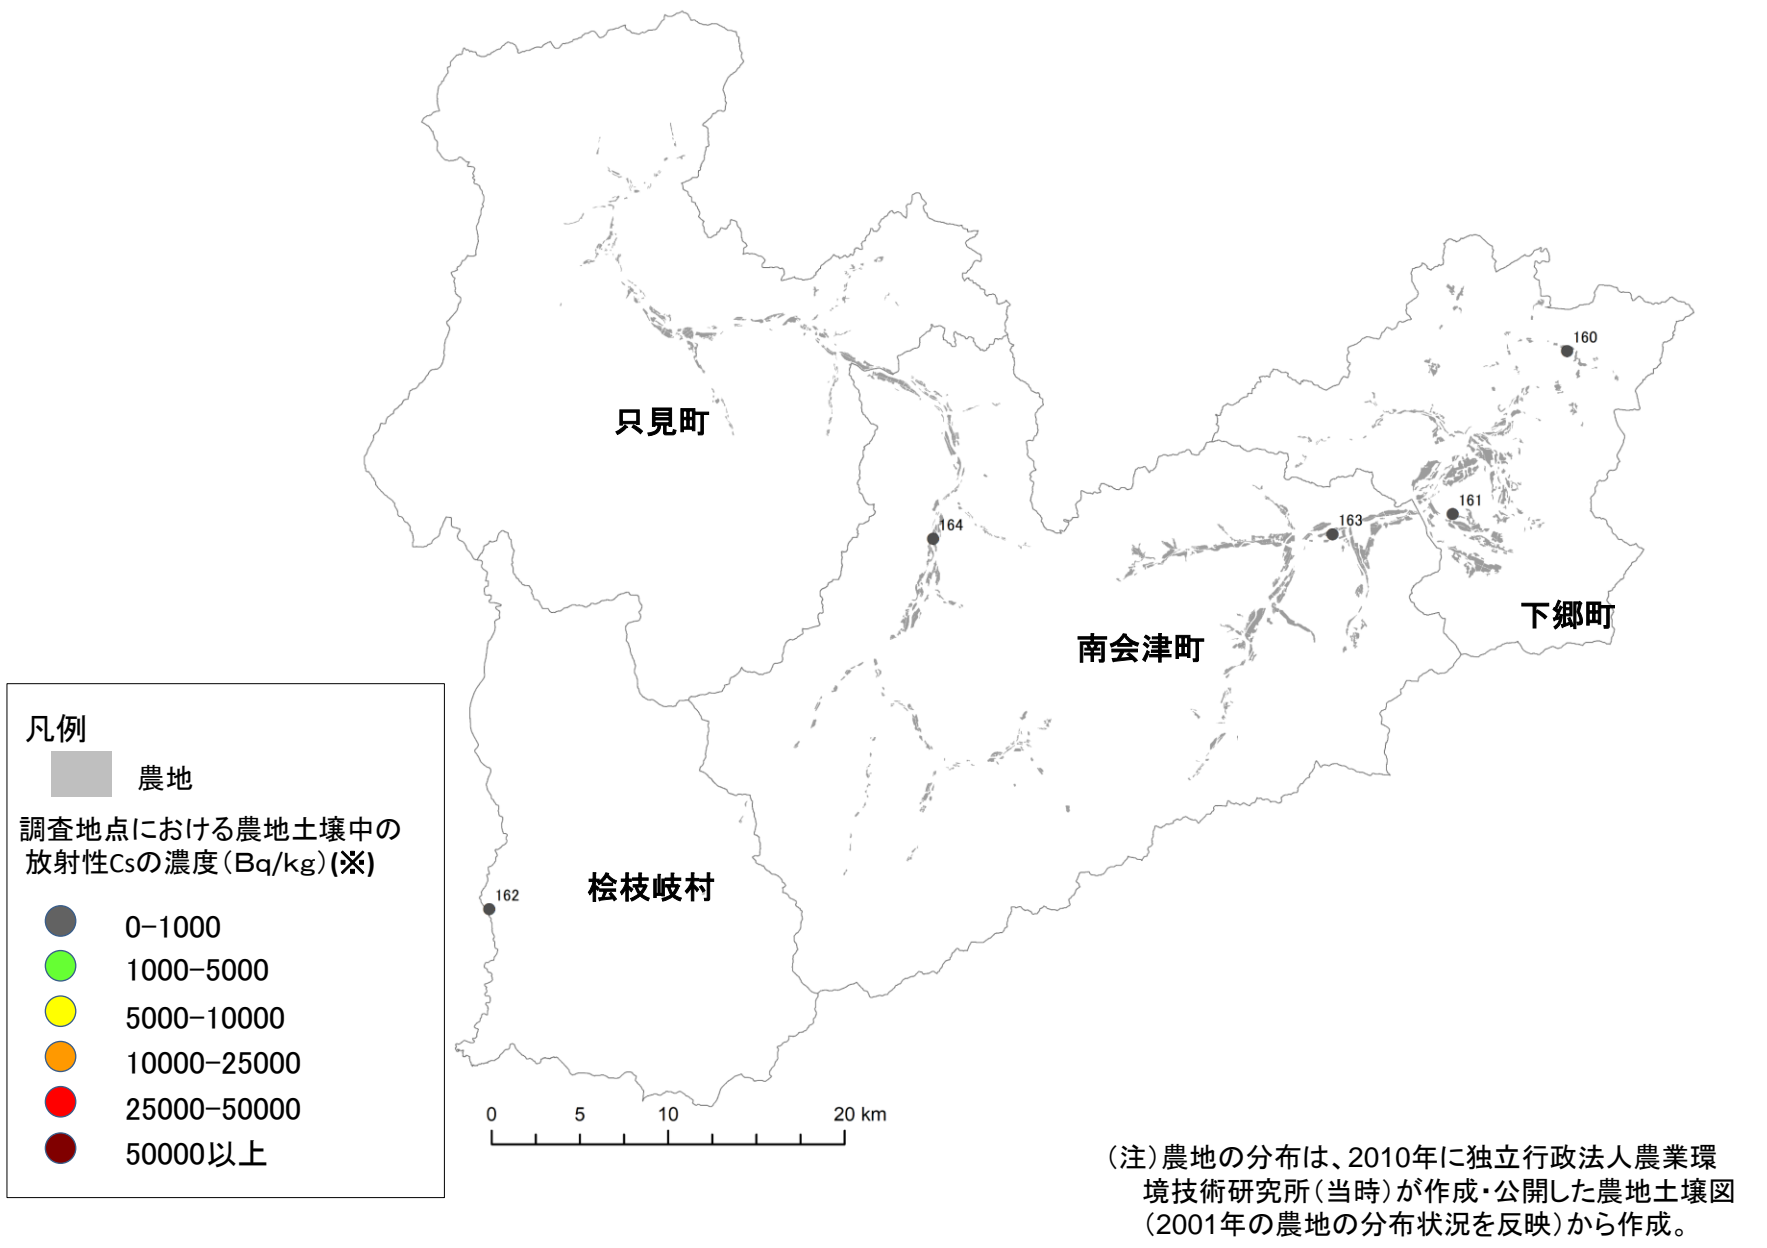 160
只見町
161
164
163
下郷町
南会津町
凡例
農地
調査地点における農地土壌中の
放射性Csの濃度（Bq/kg）(※)
桧枝岐村
162
0-1000
1000-5000
5000-10000
10000-25000
25000-50000
50000以上
0 5 10 20 km
（注）農地の分布は、2010年に独立行政法人農業環
境技術研究所（当時）が作成・公開した農地土壌図
（2001年の農地の分布状況を反映）から作成。